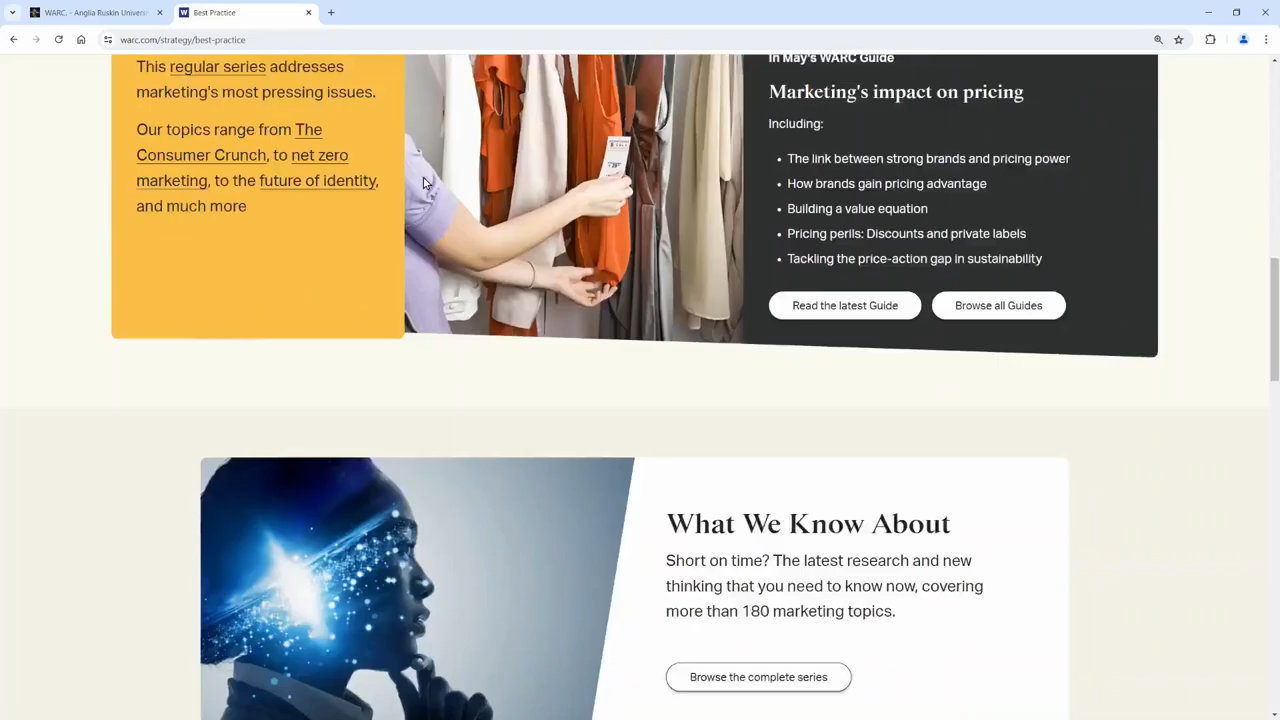 WARC. - Anglia Ruskin Universi
Best Practice
warc.com/strategy/best-practice
This regular series addresses
marketing's most pressing issues.
Our topics range from The
Consumer Crunch, to net zero
marketing, to the future of identity,
and much more
In May's WARC Guide
Marketing's impact on pricing
Including:
• The link between strong brands and pricing power
• How brands gain pricing advantage
• Building a value equation
• Pricing perils: Discounts and private labels
• Tackling the price-action gap in sustainability
Read the latest Guide
Browse all Guides
What We Know About
Short on time? The latest research and new
thinking that you need to know now, covering
more than 180 marketing topics.
Browse the complete series